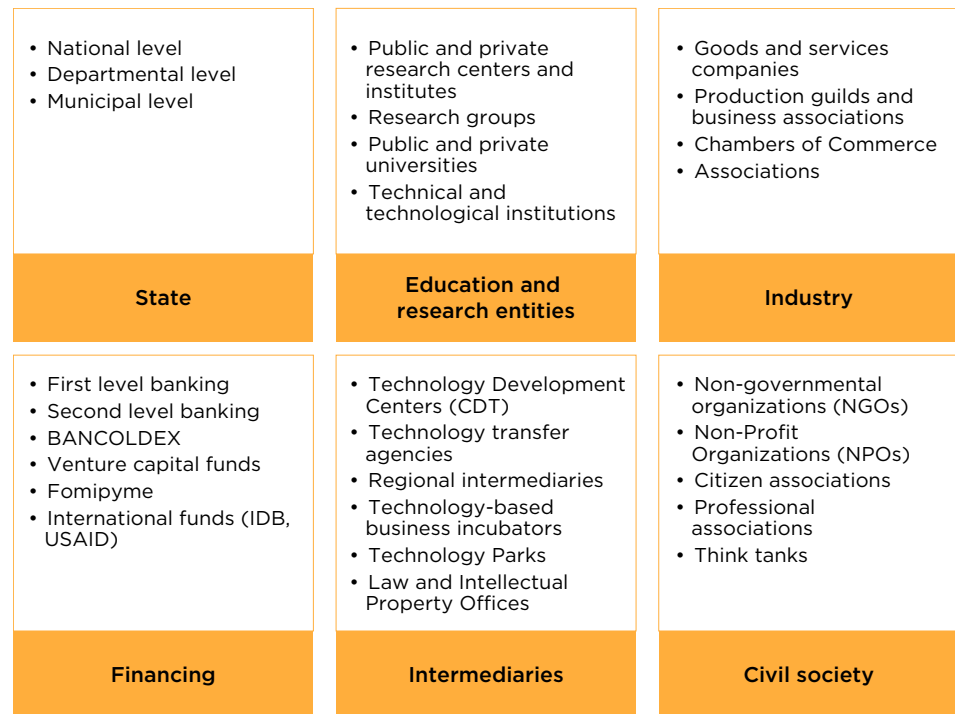 • National level
• Departmental level
• Municipal level
State
• Public and private
research centers and
institutes
• Research groups
• Public and private
universities
• Technical and
technological institutions
Education and
research entities
• Goods and services
companies
• Production guilds and
business associations
• Chambers of Commerce
• Associations
Industry
• First level banking
• Second level banking
• BANCOLDEX
• Venture capital funds
• Fomipyme
• International funds (IDB,
USAID)
Financing
• Technology Development
Centers (CDT)
• Technology transfer
agencies
• Regional intermediaries
• Technology-based
business incubators
• Technology Parks
• Law and Intellectual
Property Offices
Intermediaries
• Non-governmental
organizations (NGOs)
• Non-Profit
Organizations (NPOs)
• Citizen associations
• Professional
associations
• Think tanks
Civil society